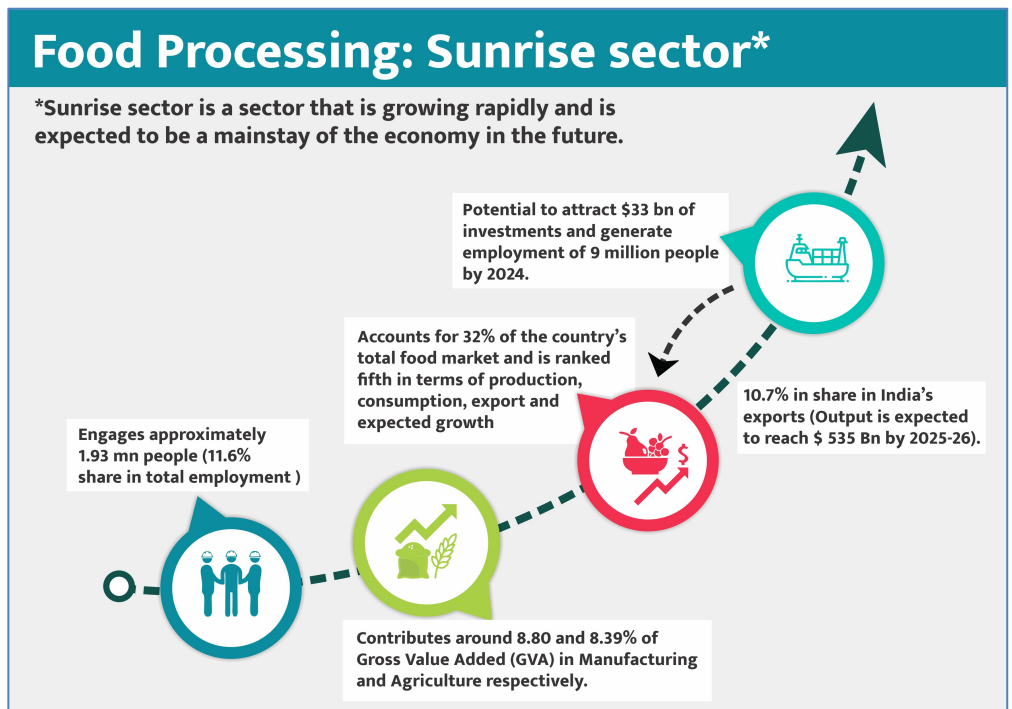 Food Processing: Sunrise sector*
*Sunrise sector is a sector that is growing rapidly and is
expected to be a mainstay of the economy in the future.
Potential to attract $33 bn of
investments and generate
employment of 9 million people
by 2024.
Accounts for 32% of the country's
total food market and is ranked
fifth in terms of production,
consumption, export and
expected growth
10.7% in share in India's
exports (Output is expected
to reach $ 535 Bn by 2025-26).
Engages approximately
1.93 mn people (11.6%
share in total employment )
$
Contributes around 8.80 and 8.39% of
Gross Value Added (GVA) in Manufacturing
and Agriculture respectively.